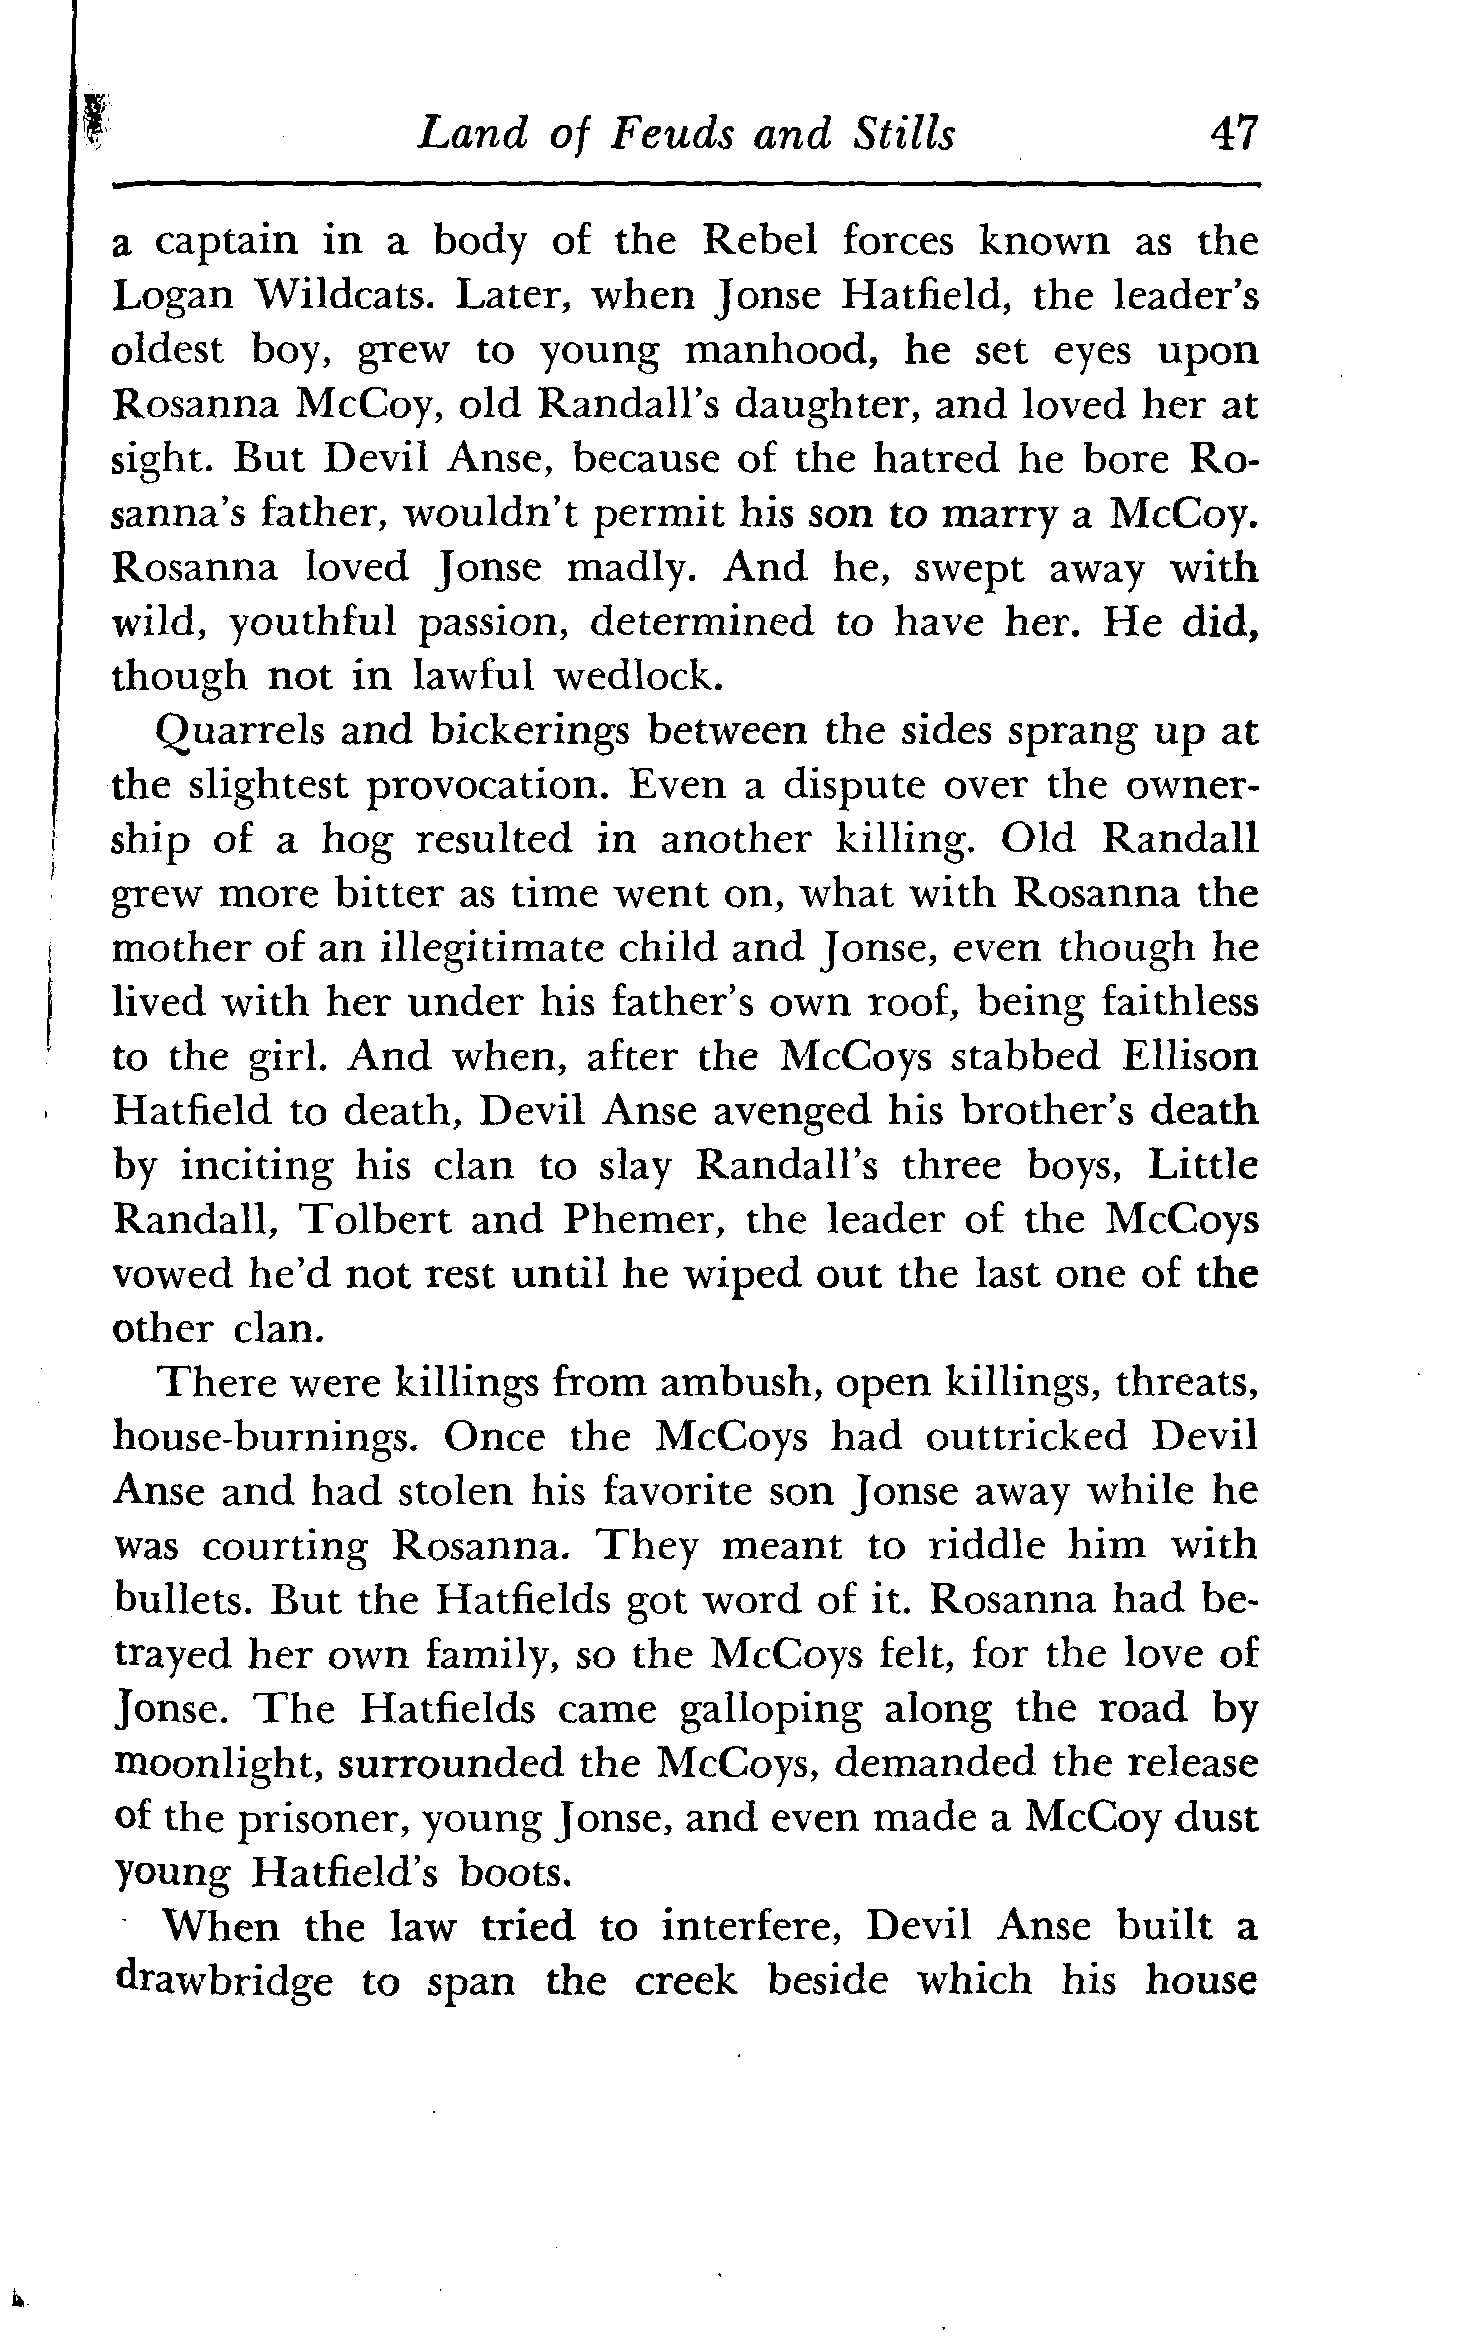 Land of Feuds and Stills 47
a captain in a body of the Rebel forces known as the
Logan Wildcats. Later, when Jonse Hatfield, the leader's
oldest boy, grew to young manhood, he set eyes upon
Rosanna McCoy, old Randall's daughter, and loved her at
sight. But Devil Anse, because of the hatred he bore Ro-
sanna's father, wouldn't permit his son to marry a McCoy.
Rosanna loved Jonse madly. And he, swept away with
wild, youthful passion, determined to have her. He did,
though not in lawful wedlock.
Quarrels and bickerings between the sides sprang up at
the slightest provocation. Even a dispute over the owner-
ship of a hog resulted in another killing. Old Randall
grew more bitter as time went on, what with Rosanna the
mother of an illegitimate child and Jonse, even though he
lived with her under his father's own roof, being faithless
to the girl. And when, after the McCoys stabbed Ellison
Hatfield to death, Devil Anse avenged his brother's death
by inciting his clan to slay Randall's three boys, Little
Randall, Tolbert and Phemer, the leader of the McCoys
vowed he'd not rest until he wiped out the last one of the
other clan.
There were killings from ambush, open killings, threats,
house-burnings. Once the McCoys had outtricked Devil
Anse and had stolen his favorite son Jonse away while he
was courting Rosanna. They meant to riddle him with
bullets. But the Hatfields got word of it. Rosanna had be-
trayed her own family, so the McCoys felt, for the love of
Jonse. The Hatfields came galloping along the road by
moonlight, surrounded the McCoys, demanded the release
of the prisoner, young Jonse, and even made a McCoy dust
young Hatfield's boots.
When the law tried to interfere, Devil Anse built a
drawbridge to span the creek beside which his house